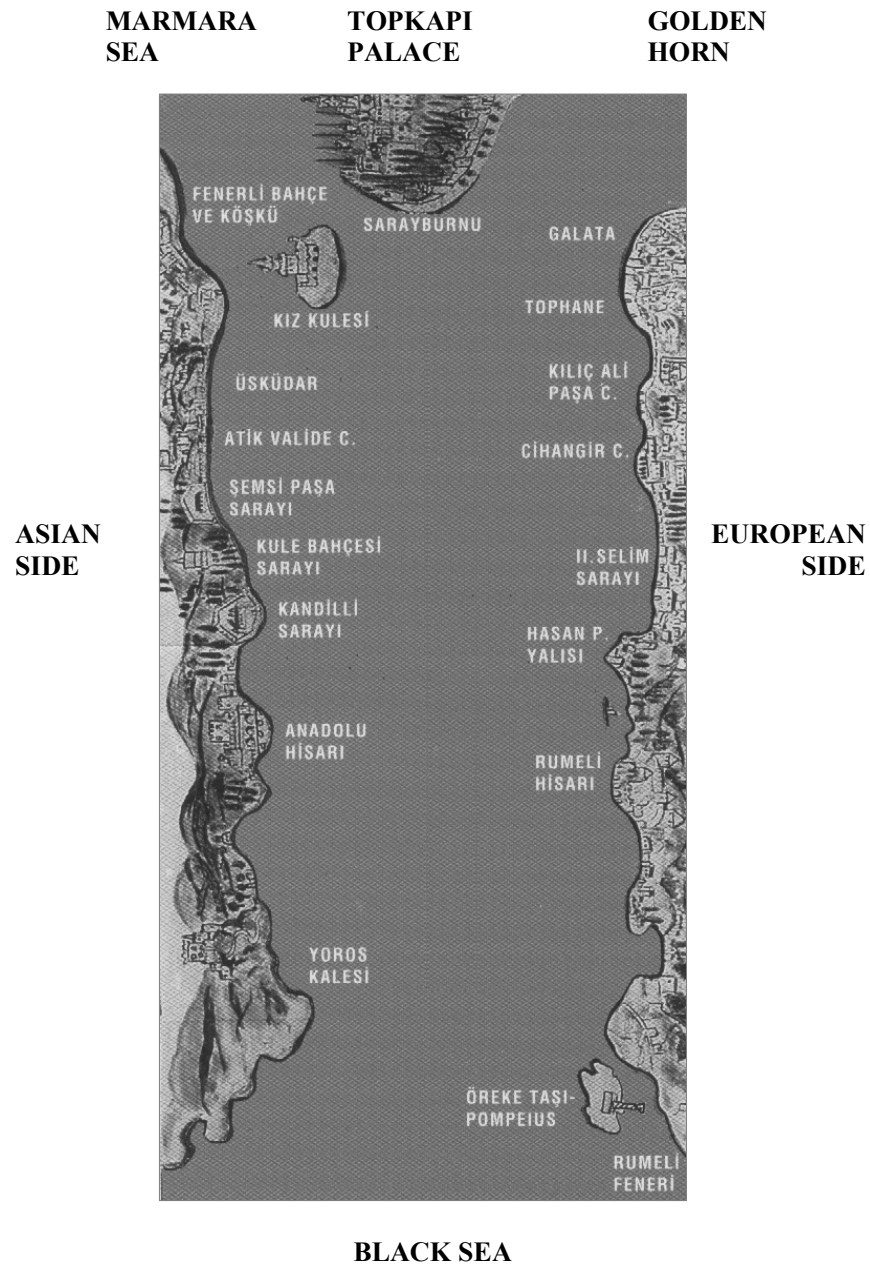 MARMARA
SEA
TOPKAPI
PALACE
GOLDEN
HORN
FENERLİ BAHÇE
VE KÖŞKÜ
SARAYBURNU
GALATA
KIZ KULESİ
TOPHANE
ÜSKÜDAR
KILIÇ ALİ
PAŞA C.
ATİK VALİDE C.
CİHANGİR C.
ŞEMSİ PAŞA
SARAYI
ASIAN
SIDE
KULE BAHÇESİ
SARAYI
II.SELİM
SARAYI
EUROPEAN
SIDE
KANDİLLİ
SARAYI
HASAN P.
YALISI
ANADOLU
HİSARI
RUMELİ
HİSARI
YOROS
KALESİ
ÖREKE TAŞI-
POMPEIUS
RUMELİ
FENERİ
BLACK SEA